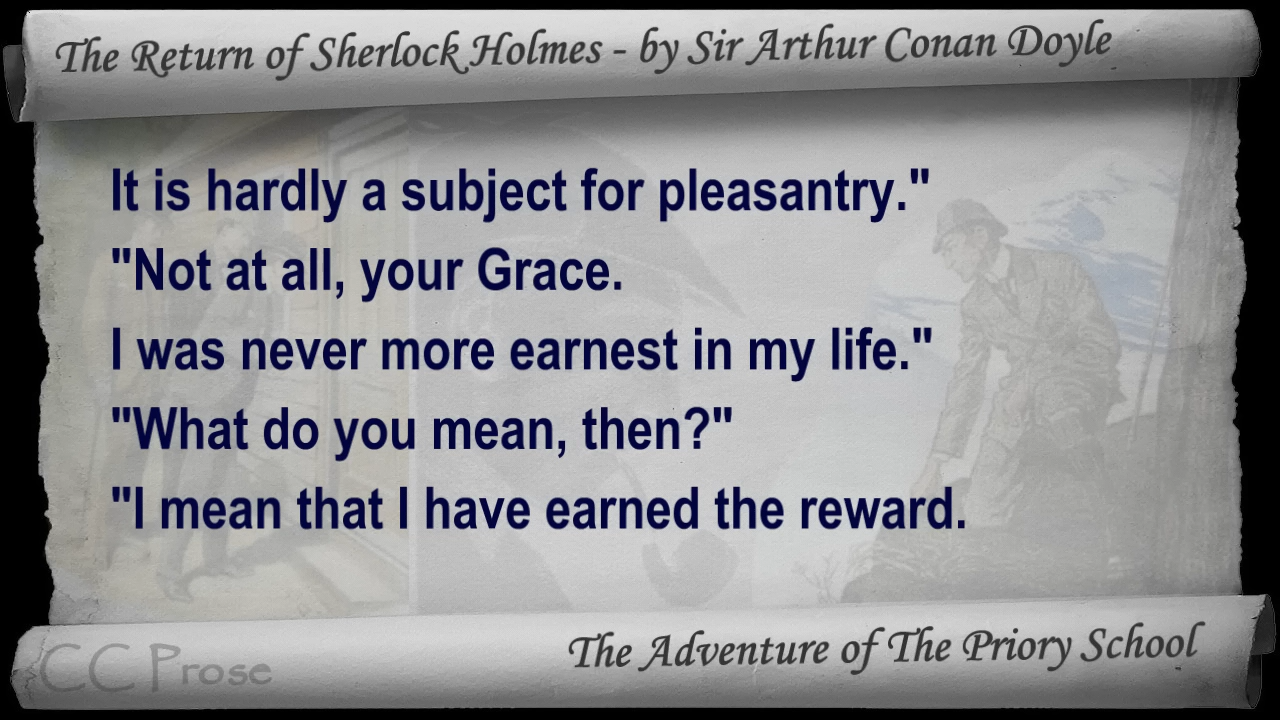 The Return of Sherlock Holmes - by Sir Arthur Conan Doyle
It is hardly a subject for pleasantry."
"Not at all, your Grace.
I was never more earnest in my life."
"What do you mean, then?"
"I mean that I have earned the reward.
CC Prose
The Adventure of The Priory School